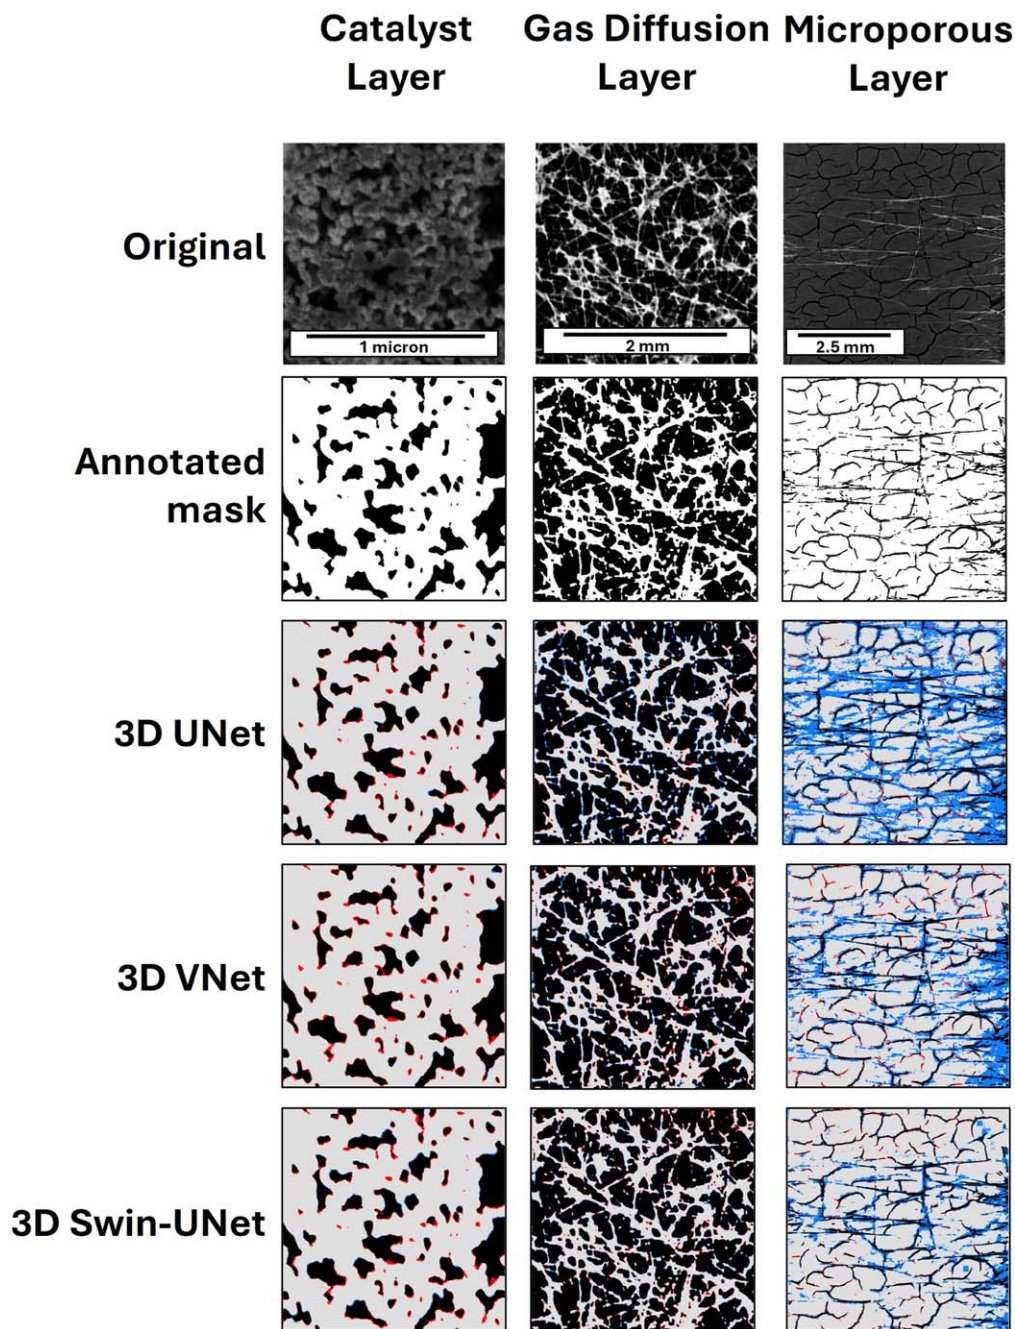 Catalyst Layer
Gas Diffusion Layer
Microporous Layer
Original
1 micron
2 mm
2.5 mm
Annotated
mask
3D UNet
3D VNet
3D Swin-UNet